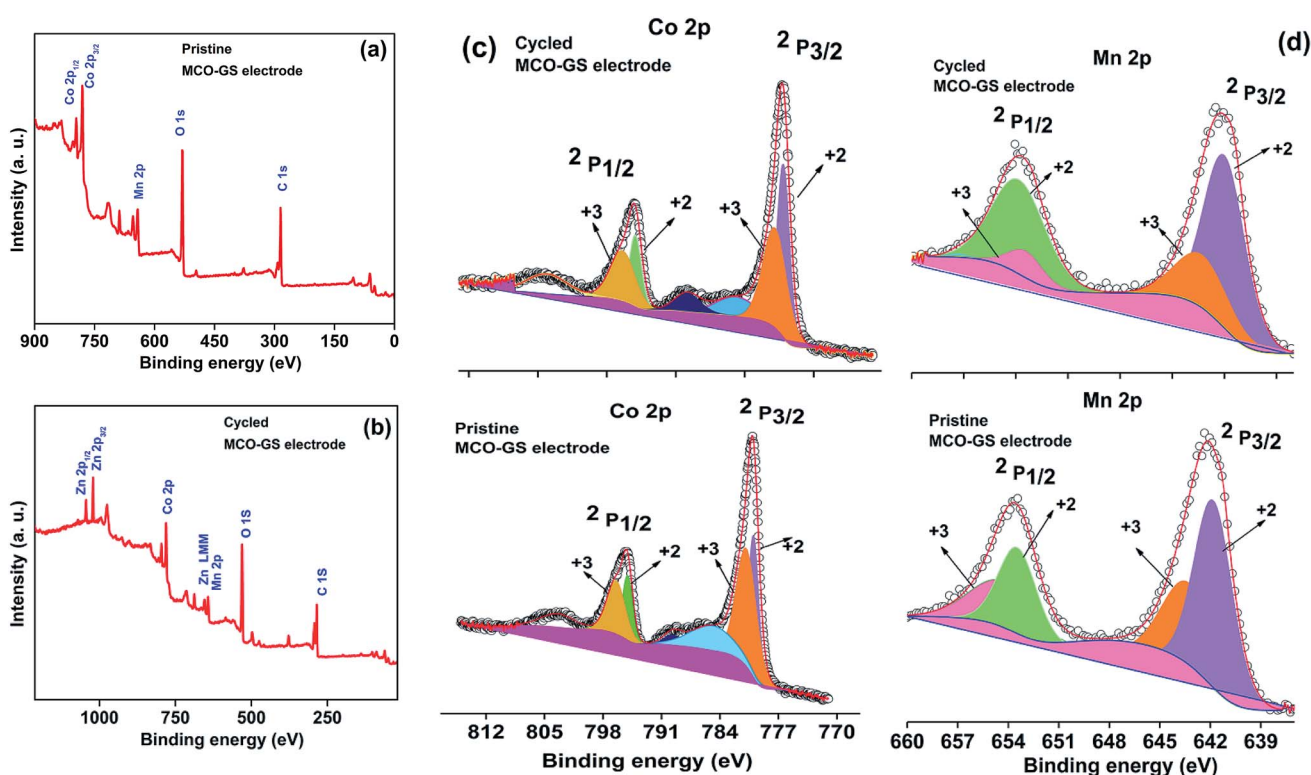 (a)
Pristine
MCO-GS electrode
Co 2p1/2
Co 2p3/2
Mn 2p
O 1s
C 1s
Intensity (a. u.)
900 750 600 450 300 150 0
Binding energy (eV)
(b)
Cycled
MCO-GS electrode
Zn 2p1/2
Zn 2p3/2
Co 2p
Zn LMM
Mn 2p
O 1S
C 1S
Intensity (a. u.)
1000 750 500 250
Binding energy (eV)
(c)
Co 2p
Cycled
MCO-GS electrode
2 P3/2
2 P1/2
+3
+2
+3
+2
Co 2p
Pristine
MCO-GS electrode
2 P3/2
2 P1/2
+3
+2
+3
+2
812 805 798 791 784 777 770
Binding energy (eV)
(d)
Mn 2p
Cycled
MCO-GS electrode
2 P3/2
2 P1/2
+3
+2
+3
+2
Mn 2p
Pristine
MCO-GS electrode
2 P3/2
2 P1/2
+3
+2
+3
+2
660 657 654 651 648 645 642 639
Binding energy (eV)